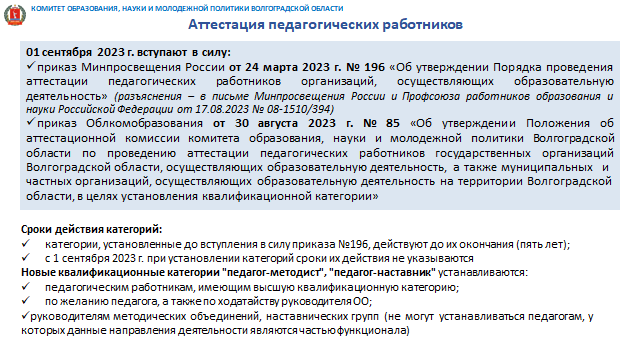 КОМИТЕТ ОБРАЗОВАНИЯ, НАУКИ И МОЛОДЕЖНОЙ ПОЛИТИКИ ВОЛГОГРАДСКОЙ ОБЛАСТИ
Аттестация педагогических работников
01 сентября 2023 г. вступают в силу:
✓приказ Минпросвещения России от 24 марта 2023 г. № 196 «Об утверждении Порядка проведения
аттестации педагогических работников организаций, осуществляющих образовательную
деятельность» (разъяснения – в письме Минпросвещения России и Профсоюза работников образования и
науки Российской Федерации от 17.08.2023 № 08-1510/394)
✓приказ Облкомобразования от 30 августа 2023 г. № 85 «Об утверждении Положения об
аттестационной комиссии комитета образования, науки и молодежной политики Волгоградской
области по проведению аттестации педагогических работников государственных организаций
Волгоградской области, осуществляющих образовательную деятельность, а также муниципальных и
частных организаций, осуществляющих образовательную деятельность на территории Волгоградской
области, в целях установления квалификационной категории»
Сроки действия категорий:
✓ категории, установленные до вступления в силу приказа №196, действуют до их окончания (пять лет);
✓ с 1 сентября 2023 г. при установлении категорий сроки их действия не указываются
Новые квалификационные категории "педагог-методист", "педагог-наставник" устанавливаются:
✓ педагогическим работникам, имеющим высшую квалификационную категорию;
✓ по желанию педагога, а также по ходатайству руководителя ОО;
✓руководителям методических объединений, наставнических групп (не могут устанавливаться педагогам, у
которых данные направления деятельности являются частью функционала)